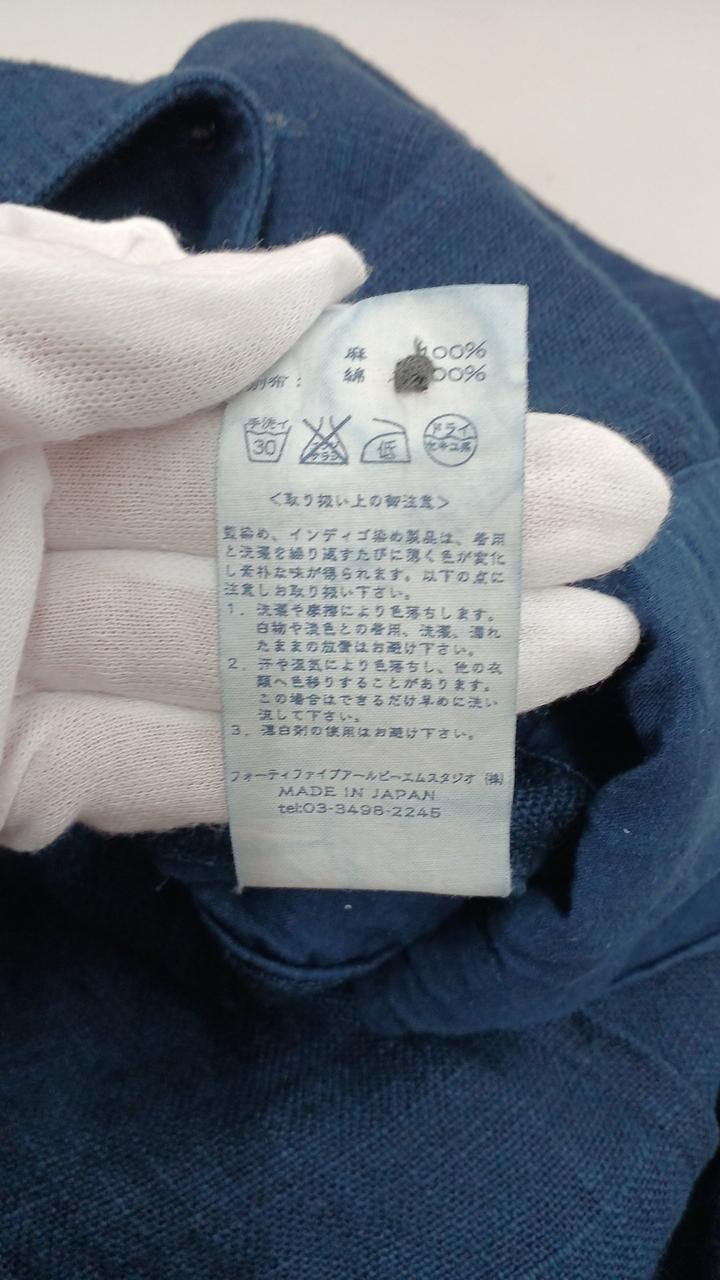 麻 100%
別布： 綿 100%
手洗イ 30 エンソ サラシ 低 ドライ セキユ系
＜取り扱い上の御注意＞
藍染め、インディゴ染め製品は、着用
と洗濯を繰り返すたびに薄く色が変化
し素朴な味が得られます。以下の点に
注意しお取り扱い下さい。
1．洗濯や摩擦により色落ちします。
白物や淡色との着用、洗濯、濡れ
たままの放置はお避け下さい。
2．汗や湿気により色落ちし、他の衣
類へ色移りすることがあります。
この場合はできるだけ早めに洗い
流して下さい。
3．漂白剤の使用はお避け下さい。
フォーティファイブアールピーエムスタジオ（株）
MADE IN JAPAN
tel:03-3498-2245